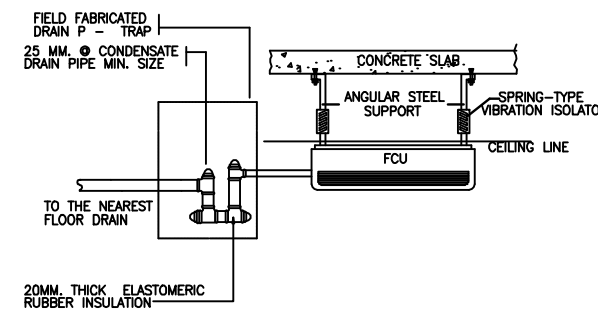 FIELD FABRICATED
DRAIN P - TRAP
25 MM. Ø CONDENSATE
DRAIN PIPE MIN. SIZE
CONCRETE SLAB
ANGULAR STEEL
SUPPORT
SPRING-TYPE
VIBRATION ISOLATO
CEILING LINE
FCU
TO THE NEAREST
FLOOR DRAIN
20MM. THICK ELASTOMERIC
RUBBER INSULATION